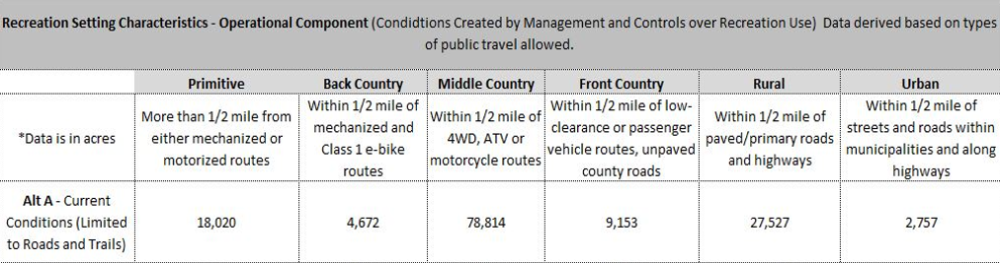 Recreation Setting Characteristics - Operational Component (Condidtions Created by Management and Controls over Recreation Use)  Data derived based on types
of public travel allowed.
Primitive
Back Country
Middle Country
Front Country
Rural
Urban
*Data is in acres
More than 1/2 mile from
either mechanized or
motorized routes
Within 1/2 mile of
mechanized and
Class 1 e-bike
routes
Within 1/2 mile of
4WD, ATV or
motorcycle routes
Within 1/2 mile of low-
clearance or passenger
vehicle routes, unpaved
county roads
Within 1/2 mile of
paved/primary roads
and highways
Within 1/2 mile of
streets and roads within
municipalities and along
highways
Alt A - Current
Conditions (Limited
to Roads and Trails)
18,020
4,672
78,814
9,153
27,527
2,757